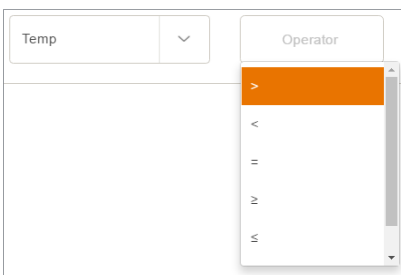 Temp
Operator
>
<
=
≥
≤